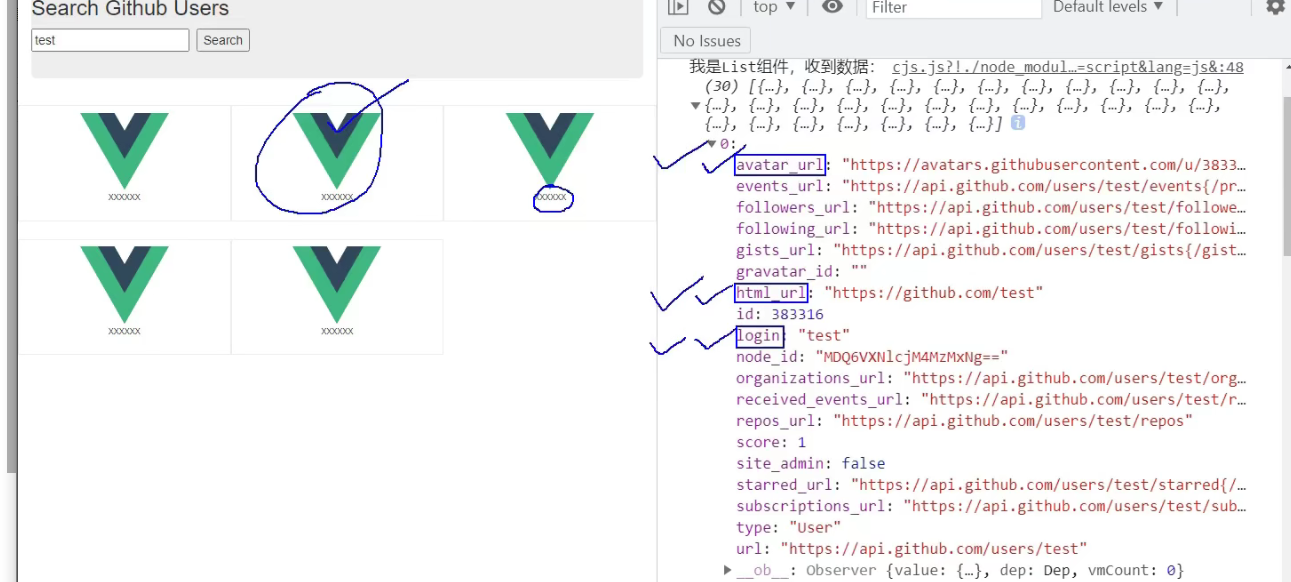 Search Github Users
test
Search
xxxxxx
xxxxxx
xxxxxx
xxxxxx
xxxxxx
top ▼
Filter
Default levels ▼
No Issues
我是List组件，收到数据： cjs.js?!./node_modul…=script&lang=js&:48
(30) [{…}, {…}, {…}, {…}, {…}, {…}, {…}, {…}, {…}, {…}, {…},
▼{…}, {…}, {…}, {…}, {…}, {…}, {…}, {…}, {…}, {…}, {…}, {…},
{…}, {…}, {…}, {…}, {…}, {…}, {…}] i
▼0:
avatar_url: "https://avatars.githubusercontent.com/u/3833…
events_url: "https://api.github.com/users/test/events{/pr…
followers_url: "https://api.github.com/users/test/followe…
following_url: "https://api.github.com/users/test/followi…
gists_url: "https://api.github.com/users/test/gists{/gist…
gravatar_id: ""
html_url: "https://github.com/test"
id: 383316
login: "test"
node_id: "MDQ6VXNlcjM4MzMxNg=="
organizations_url: "https://api.github.com/users/test/org…
received_events_url: "https://api.github.com/users/test/r…
repos_url: "https://api.github.com/users/test/repos"
score: 1
site_admin: false
starred_url: "https://api.github.com/users/test/starred{/…
subscriptions_url: "https://api.github.com/users/test/sub…
type: "User"
url: "https://api.github.com/users/test"
▶__ob__: Observer {value: {…}, dep: Dep, vmCount: 0}